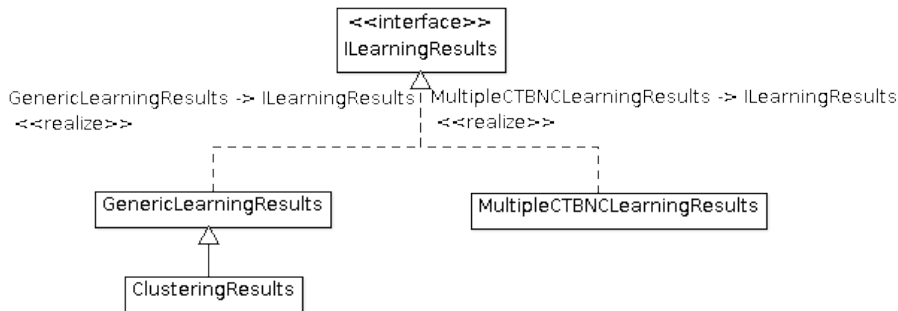 <<interface>>
ILearningResults
GenericLearningResults -> ILearningResults
<<realize>>
MultipleCTBNCLearningResults -> ILearningResults
<<realize>>
GenericLearningResults
MultipleCTBNCLearningResults
ClusteringResults